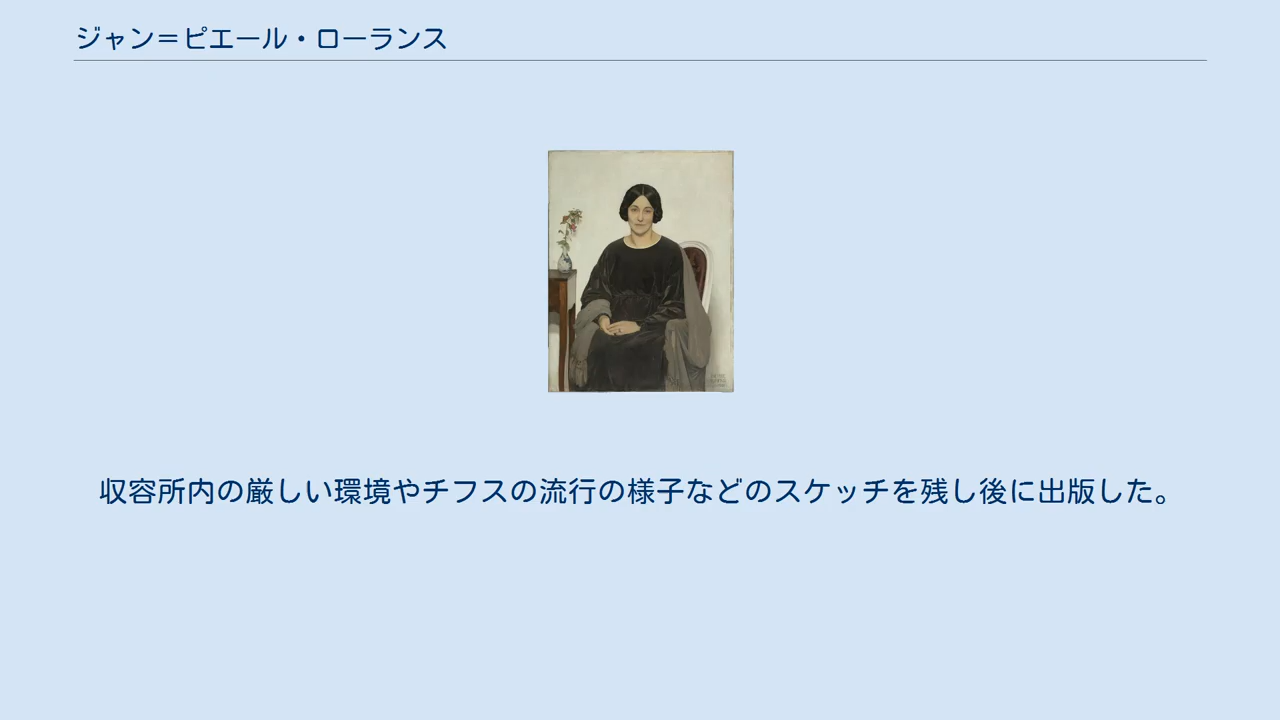 ジャン＝ピエール・ローランス
収容所内の厳しい環境やチフスの流行の様子などのスケッチを残し後に出版した。